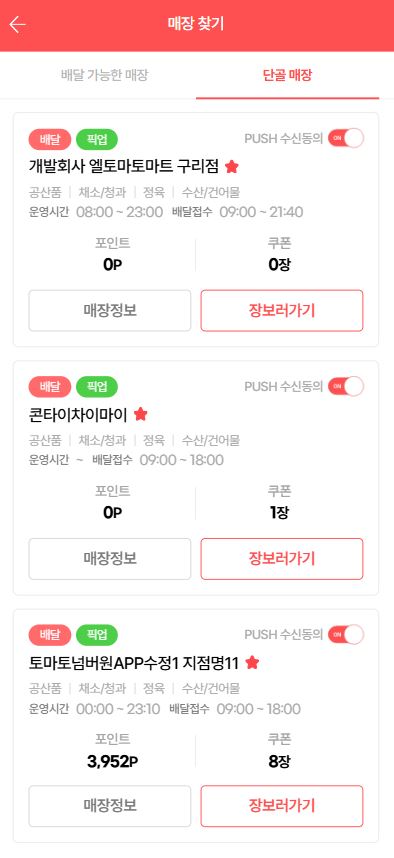 매장 찾기
배달 가능한 매장 단골 매장
배달 픽업 PUSH 수신동의 ON
개발회사 엘토마토마트 구리점
공산품 | 채소/청과 | 정육 | 수산/건어물
운영시간 08:00 ~ 23:00 배달접수 09:00 ~ 21:40
포인트 쿠폰
0P 0장
매장정보 장보러가기
배달 픽업 PUSH 수신동의 ON
콘타이차이마이
공산품 | 채소/청과 | 정육 | 수산/건어물
운영시간 ~ 배달접수 09:00 ~ 18:00
포인트 쿠폰
0P 1장
매장정보 장보러가기
배달 픽업 PUSH 수신동의 ON
토마토넘버원APP수정1 지점명11
공산품 | 채소/청과 | 정육 | 수산/건어물
운영시간 00:00 ~ 23:10 배달접수 09:00 ~ 18:00
포인트 쿠폰
3,952P 8장
매장정보 장보러가기